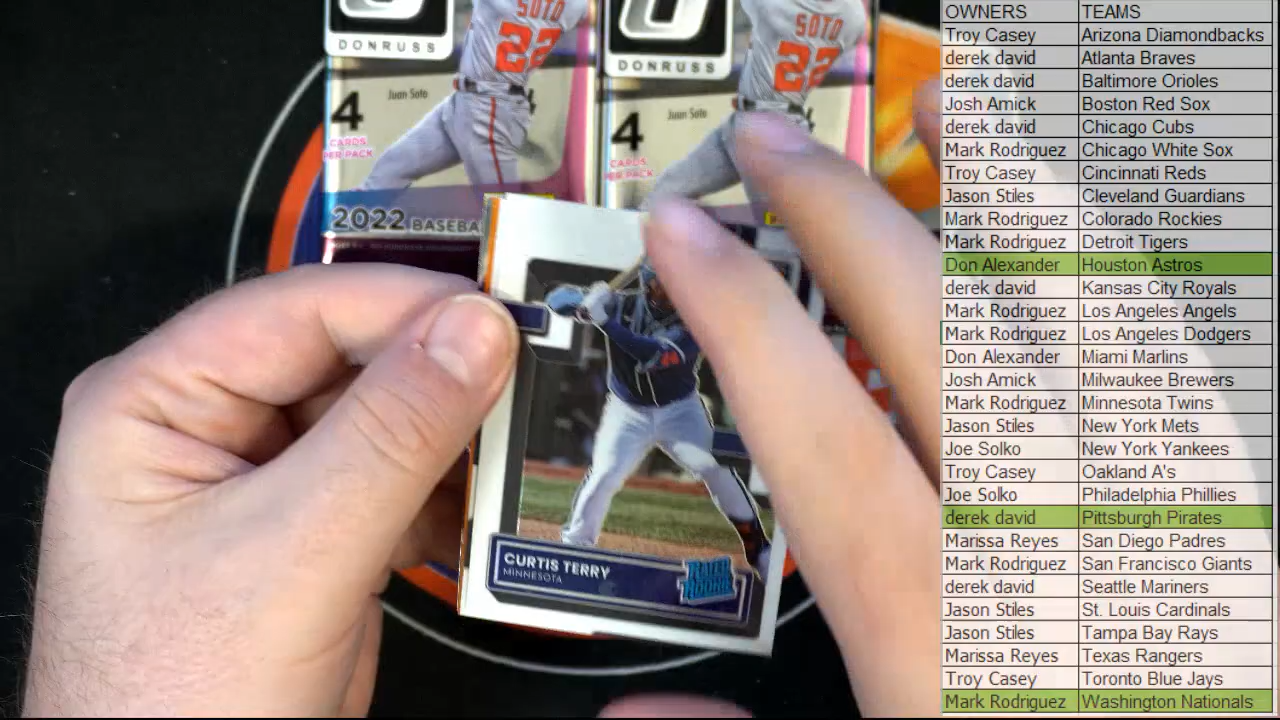 SOTO
22
DONRUSS
4
Juan Soto
CARDS
PER PACK
2022 BASEBA
SOTO
22
DONRUSS
4
Juan Soto
CARDS
PER PACK
CURTIS TERRY
MINNESOTA
RATED
ROOKIE
OWNERS TEAMS
Troy Casey Arizona Diamondbacks
derek david Atlanta Braves
derek david Baltimore Orioles
Josh Amick Boston Red Sox
derek david Chicago Cubs
Mark Rodriguez Chicago White Sox
Troy Casey Cincinnati Reds
Jason Stiles Cleveland Guardians
Mark Rodriguez Colorado Rockies
Mark Rodriguez Detroit Tigers
Don Alexander Houston Astros
derek david Kansas City Royals
Mark Rodriguez Los Angeles Angels
Mark Rodriguez Los Angeles Dodgers
Don Alexander Miami Marlins
Josh Amick Milwaukee Brewers
Mark Rodriguez Minnesota Twins
Jason Stiles New York Mets
Joe Solko New York Yankees
Troy Casey Oakland A's
Joe Solko Philadelphia Phillies
derek david Pittsburgh Pirates
Marissa Reyes San Diego Padres
Mark Rodriguez San Francisco Giants
derek david Seattle Mariners
Jason Stiles St. Louis Cardinals
Jason Stiles Tampa Bay Rays
Marissa Reyes Texas Rangers
Troy Casey Toronto Blue Jays
Mark Rodriguez Washington Nationals